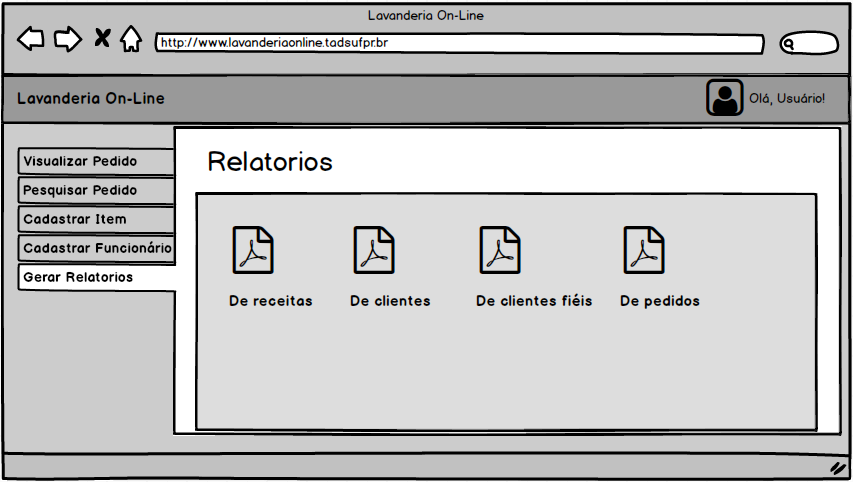 Lavanderia On-Line
http://www.lavanderiaonline.tadsufpr.br
Lavanderia On-Line
Olá, Usuário!
Visualizar Pedido
Pesquisar Pedido
Cadastrar Item
Cadastrar Funcionário
Gerar Relatorios
Relatorios
De receitas
De clientes
De clientes fiéis
De pedidos